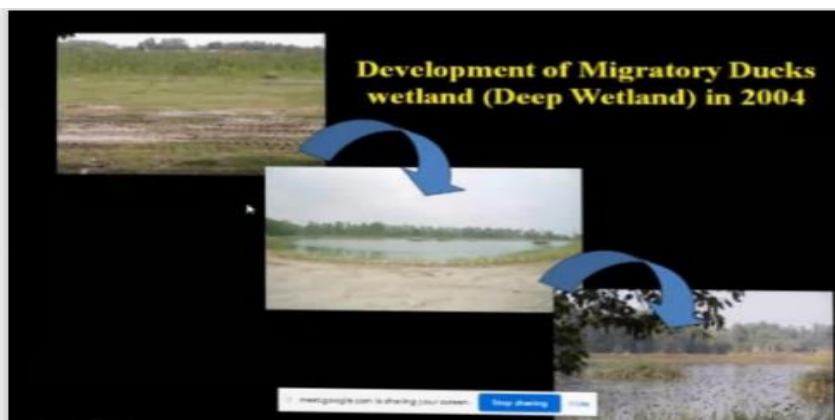 Development of Migratory Ducks
wetland (Deep Wetland) in 2004
meet.google.com is sharing your screen.
Stop sharing
Hide